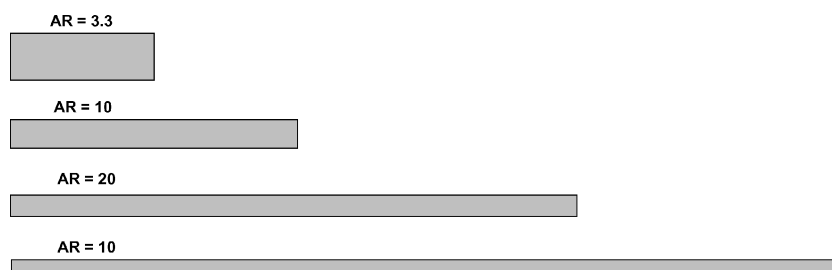 AR = 3.3
AR = 10
AR = 20
AR = 10